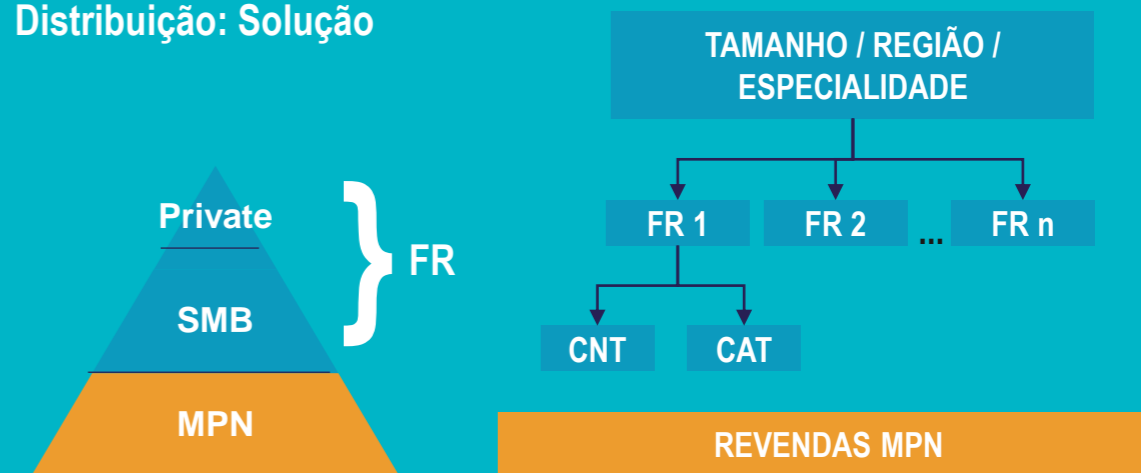 Distribuição: Solução
Private
SMB
MPN
}
FR
TAMANHO / REGIÃO /
ESPECIALIDADE
FR 1
FR 2
...
FR n
CNT
CAT
REVENDAS MPN